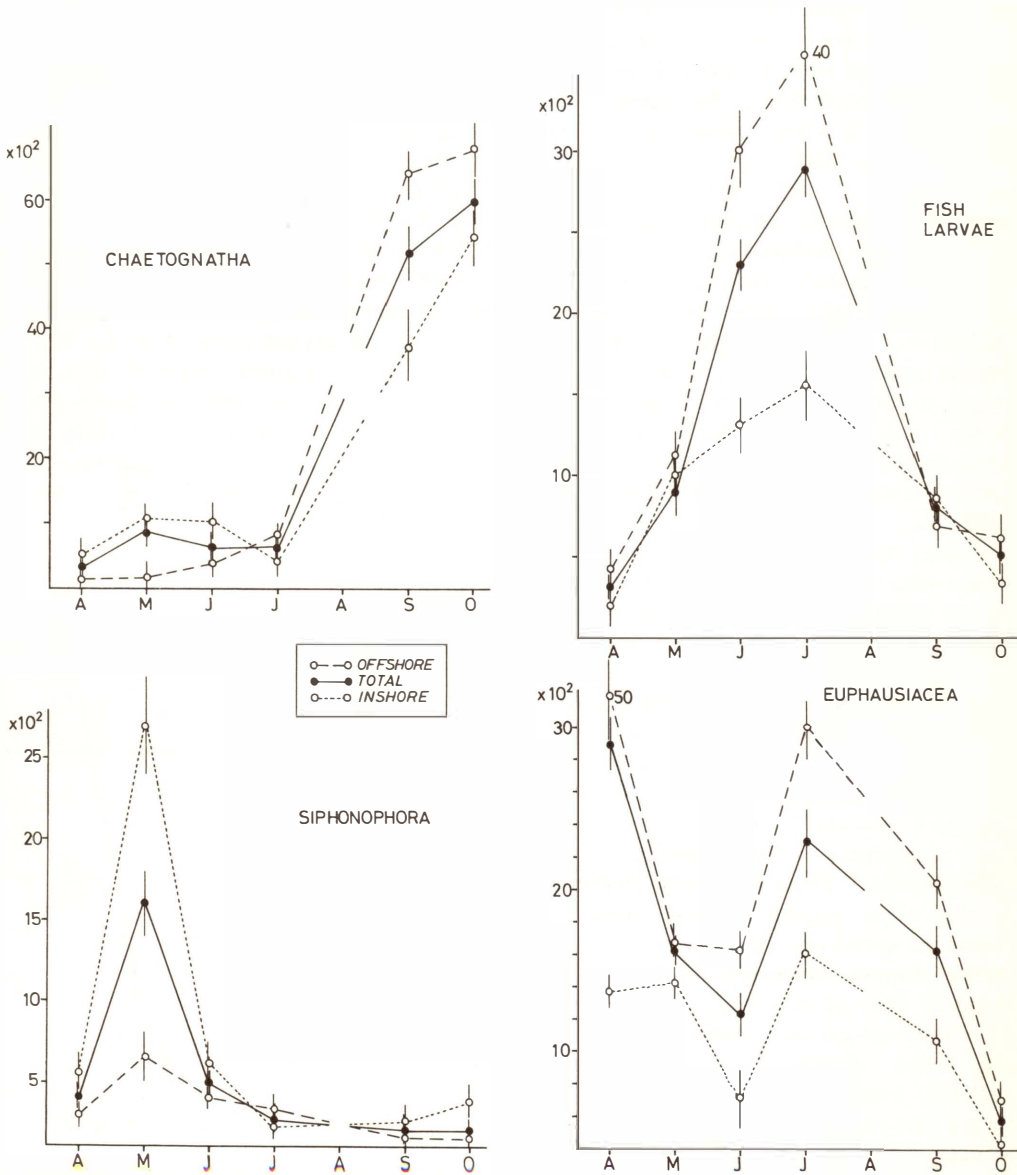 x10²
60
40
20
CHAETOGNATHA
A M J J A S O
x10²
40
30
20
10
FISH
LARVAE
A M J J A S O
OFFSHORE
TOTAL
INSHORE
x10²
25
20
15
10
5
SIPHONOPHORA
A M J J A S O
x10²
50
30
20
10
EUPHAUSIACEA
A M J J A S O